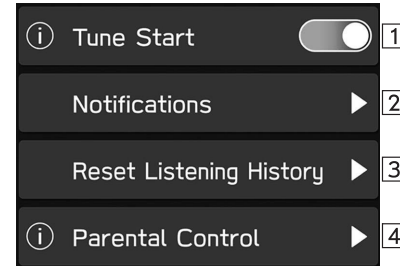 Tune Start 1
Notifications 2
Reset Listening History 3
Parental Control 4